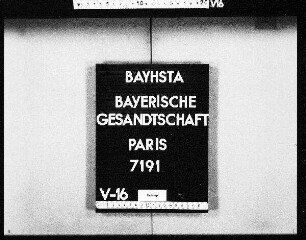 V16
BAYHSTA
BAYERISCHE
GESANDTSCHAFT
PARIS
7191
V-16